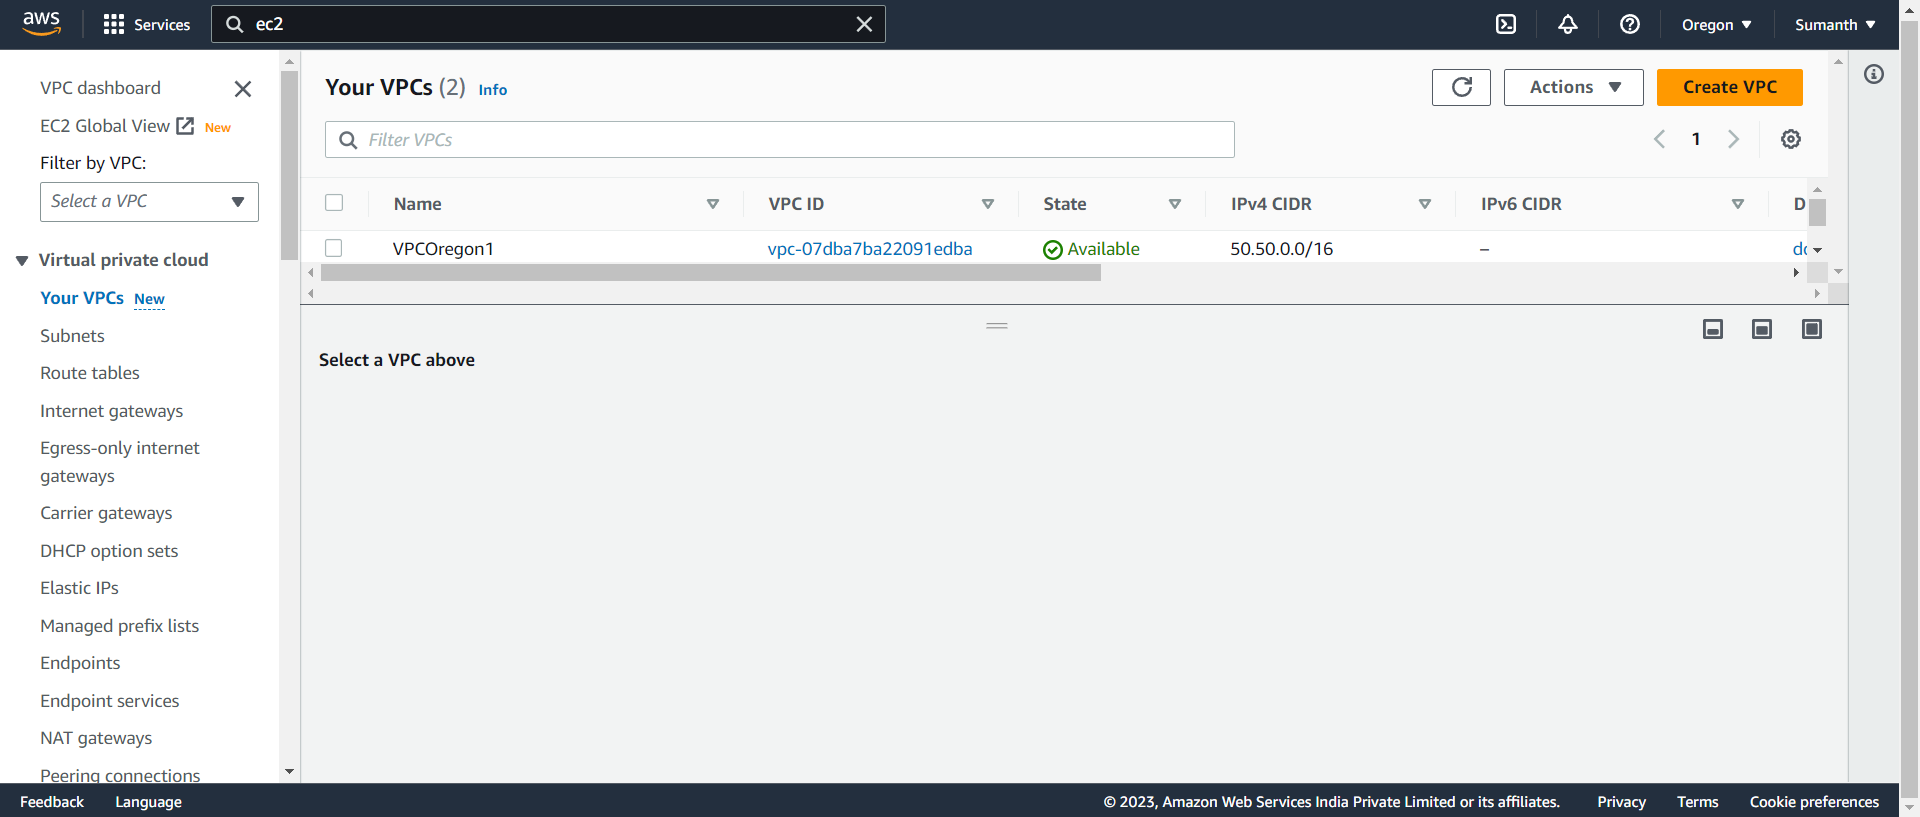 aws
Services
ec2
Oregon
Sumanth
VPC dashboard
EC2 Global View New
Filter by VPC:
Select a VPC
Virtual private cloud
Your VPCs New
Subnets
Route tables
Internet gateways
Egress-only internet
gateways
Carrier gateways
DHCP option sets
Elastic IPs
Managed prefix lists
Endpoints
Endpoint services
NAT gateways
Peering connections
Your VPCs (2) Info
Actions
Create VPC
Filter VPCs
1
Name VPC ID State IPv4 CIDR IPv6 CIDR D
VPCOregon1 vpc-07dba7ba22091edba Available 50.50.0.0/16 –
Select a VPC above
Feedback Language © 2023, Amazon Web Services India Private Limited or its affiliates. Privacy Terms Cookie preferences